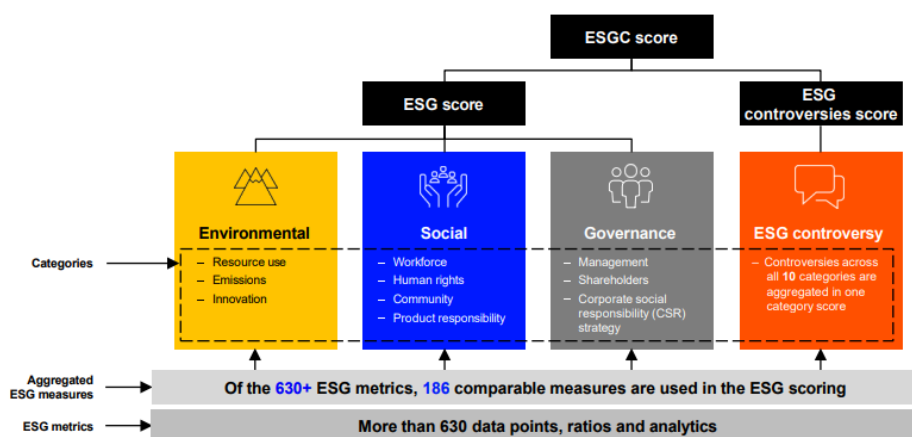 ESGC score
ESG score
ESG
controversies score
Environmental
Social
Governance
ESG controversy
Categories
– Resource use
– Emissions
– Innovation
– Workforce
– Human rights
– Community
– Product responsibility
– Management
– Shareholders
– Corporate social
responsibility (CSR)
strategy
– Controversies across
all 10 categories are
aggregated in one
category score
Aggregated
ESG measures
Of the 630+ ESG metrics, 186 comparable measures are used in the ESG scoring
ESG metrics
More than 630 data points, ratios and analytics